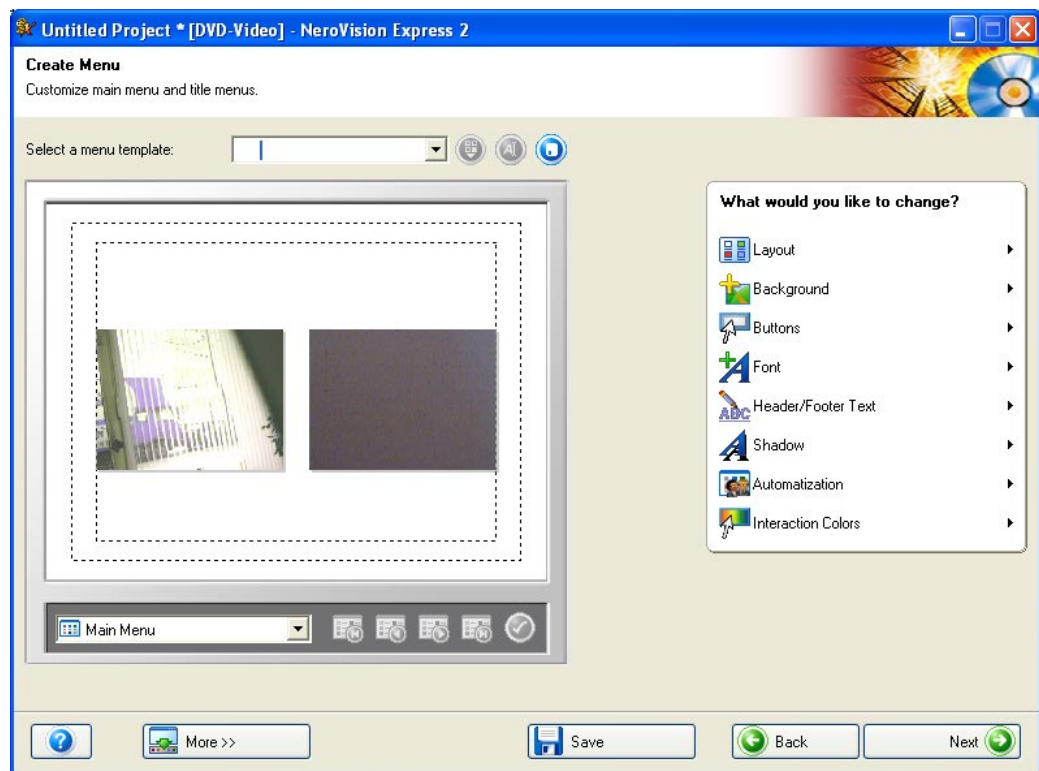 Untitled Project * [DVD-Video] - NeroVision Express 2
Create Menu
Customize main menu and title menus.
Select a menu template:
What would you like to change?
Layout
Background
Buttons
Font
ABC Header/Footer Text
Shadow
Automatization
Interaction Colors
Main Menu
More >>
Save
Back
Next